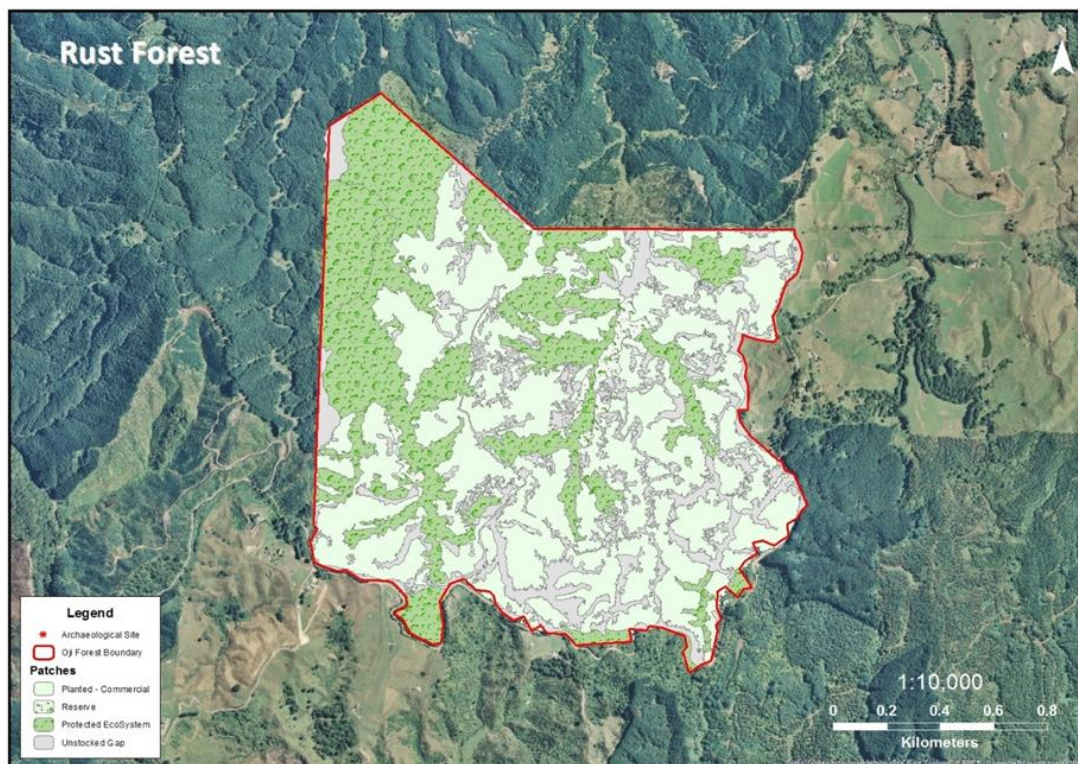 Rust Forest
Legend
Archaeological Site
Oji Forest Boundary
Patches
Planted - Commercial
Reserve
Protected EcoSystem
Unstocked Gap
1:10,000
0 0.2 0.4 0.6 0.8
Kilometers